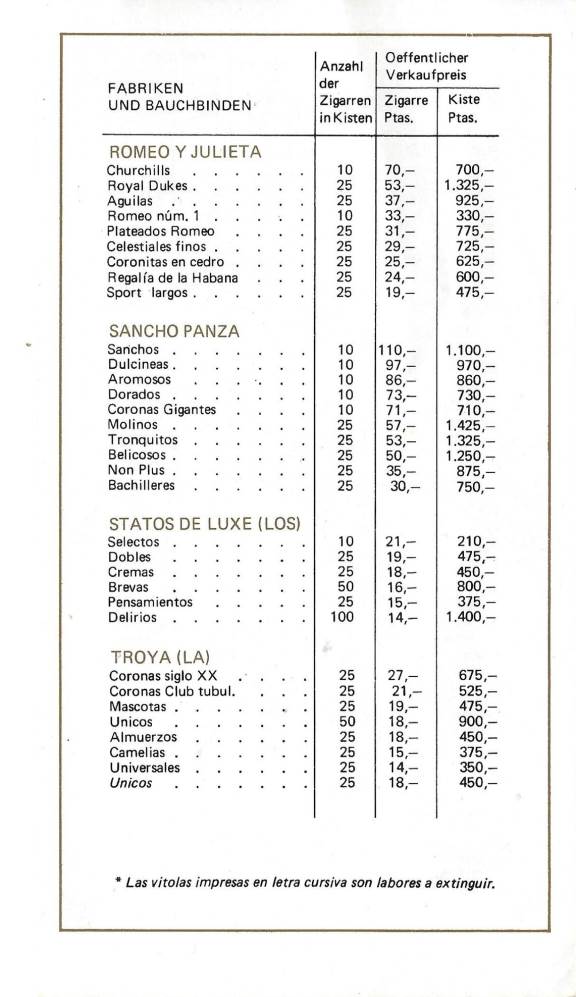 FABRIKEN UND BAUCHBINDEN Anzahl der Zigarren in Kisten Oeffentlicher Verkaufpreis Zigarre Ptas. Kiste Ptas.
ROMEO Y JULIETA
Churchills . . . . . . 10 70,— 700,—
Royal Dukes . . . . . . 25 53,— 1.325,—
Aguilas . . . . . . 25 37,— 925,—
Romeo núm. 1 . . . . . 10 33,— 330,—
Plateados Romeo . . . . 25 31,— 775,—
Celestiales finos . . . . . 25 29,— 725,—
Coronitas en cedro . . . . 25 25,— 625,—
Regalía de la Habana . . . 25 24,— 600,—
Sport largos . . . . . . 25 19,— 475,—
SANCHO PANZA
Sanchos . . . . . . . 10 110,— 1.100,—
Dulcineas . . . . . . . 10 97,— 970,—
Aromosos . . . . . . 10 86,— 860,—
Dorados . . . . . . . 10 73,— 730,—
Coronas Gigantes . . . . 10 71,— 710,—
Molinos . . . . . . . 25 57,— 1.425,—
Tronquitos . . . . . . 25 53,— 1.325,—
Belicosos . . . . . . . 25 50,— 1.250,—
Non Plus . . . . . . . 25 35,— 875,—
Bachilleres . . . . . . 25 30,— 750,—
STATOS DE LUXE (LOS)
Selectos . . . . . . . 10 21,— 210,—
Dobles . . . . . . . 25 19,— 475,—
Cremas . . . . . . . 25 18,— 450,—
Brevas . . . . . . . 50 16,— 800,—
Pensamientos . . . . . 25 15,— 375,—
Delirios . . . . . . . 100 14,— 1.400,—
TROYA (LA)
Coronas siglo XX . . . . 25 27,— 675,—
Coronas Club tubul. . . . 25 21,— 525,—
Mascotas . . . . . . . 25 19,— 475,—
Unicos . . . . . . . 50 18,— 900,—
Almuerzos . . . . . . 25 18,— 450,—
Camelias . . . . . . . 25 15,— 375,—
Universales . . . . . . 25 14,— 350,—
Unicos . . . . . . . 25 18,— 450,—
* Las vitolas impresas en letra cursiva son labores a extinguir.